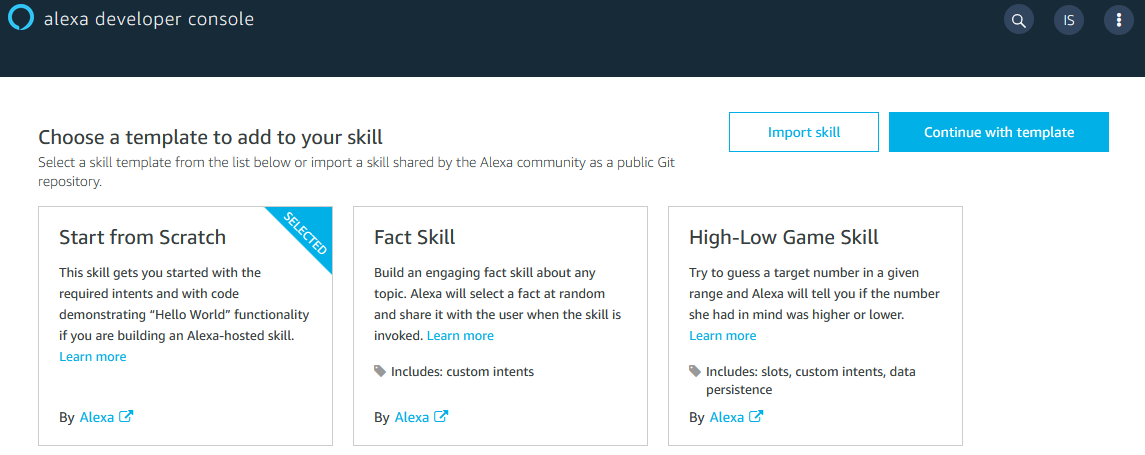 alexa developer console
IS
Choose a template to add to your skill
Import skill
Continue with template
Select a skill template from the list below or import a skill shared by the Alexa community as a public Git
repository.
Start from Scratch
SELECTED
This skill gets you started with the
required intents and with code
demonstrating “Hello World” functionality
if you are building an Alexa-hosted skill.
Learn more
By Alexa
Fact Skill
Build an engaging fact skill about any
topic. Alexa will select a fact at random
and share it with the user when the skill is
invoked. Learn more
Includes: custom intents
By Alexa
High-Low Game Skill
Try to guess a target number in a given
range and Alexa will tell you if the number
she had in mind was higher or lower.
Learn more
Includes: slots, custom intents, data
persistence
By Alexa